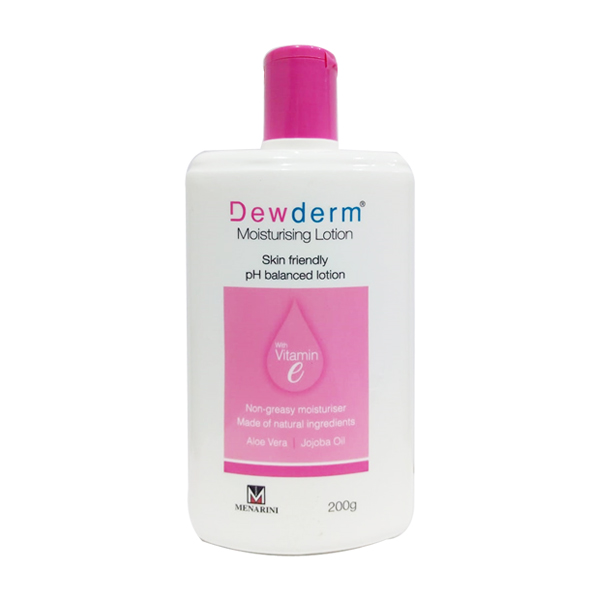 Dewderm®
Moisturising Lotion
Skin friendly
pH balanced lotion
With
Vitamin
e
Non-greasy moisturiser
Made of natural ingredients
Aloe Vera | Jojoba Oil
M
MENARINI
200g